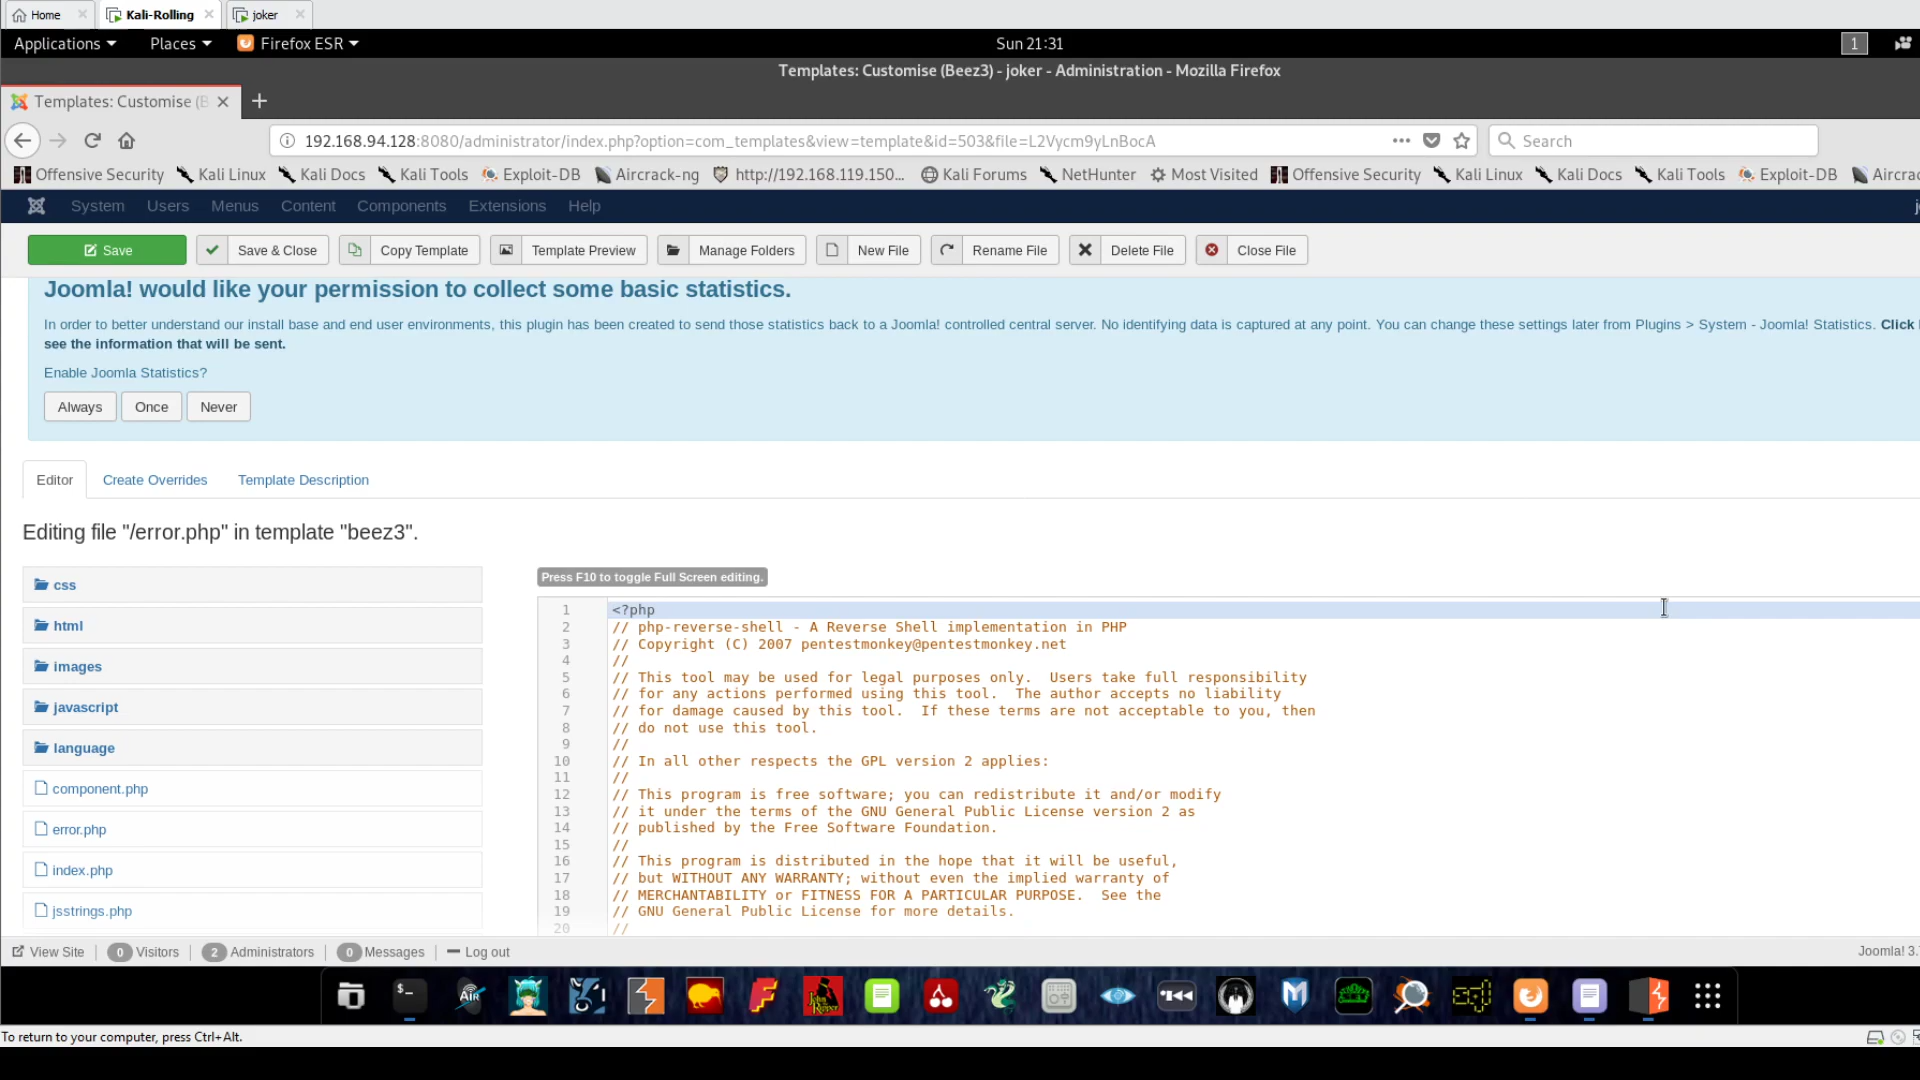 Home
Kali-Rolling
joker
Applications
Places
Firefox ESR
Sun 21:31
1
Templates: Customise (Beez3) - joker - Administration - Mozilla Firefox
Templates: Customise (B
192.168.94.128:8080/administrator/index.php?option=com_templates&view=template&id=503&file=L2Vycm9yLnBocA
Search
Offensive Security
Kali Linux
Kali Docs
Kali Tools
Exploit-DB
Aircrack-ng
http://192.168.119.150...
Kali Forums
NetHunter
Most Visited
Offensive Security
Kali Linux
Kali Docs
Kali Tools
Exploit-DB
Aircra
System
Users
Menus
Content
Components
Extensions
Help
Save
Save & Close
Copy Template
Template Preview
Manage Folders
New File
Rename File
Delete File
Close File
Joomla! would like your permission to collect some basic statistics.
In order to better understand our install base and end user environments, this plugin has been created to send those statistics back to a Joomla! controlled central server. No identifying data is captured at any point. You can change these settings later from Plugins > System - Joomla! Statistics. Click
see the information that will be sent.
Enable Joomla Statistics?
Always
Once
Never
Editor
Create Overrides
Template Description
Editing file "/error.php" in template "beez3".
css
html
images
javascript
language
component.php
error.php
index.php
jsstrings.php
Press F10 to toggle Full Screen editing.
1 <?php
2 // php-reverse-shell - A Reverse Shell implementation in PHP
3 // Copyright (C) 2007 pentestmonkey@pentestmonkey.net
4 //
5 // This tool may be used for legal purposes only.  Users take full responsibility
6 // for any actions performed using this tool.  The author accepts no liability
7 // for damage caused by this tool.  If these terms are not acceptable to you, then
8 // do not use this tool.
9 //
10 // In all other respects the GPL version 2 applies:
11 //
12 // This program is free software; you can redistribute it and/or modify
13 // it under the terms of the GNU General Public License version 2 as
14 // published by the Free Software Foundation.
15 //
16 // This program is distributed in the hope that it will be useful,
17 // but WITHOUT ANY WARRANTY; without even the implied warranty of
18 // MERCHANTABILITY or FITNESS FOR A PARTICULAR PURPOSE.  See the
19 // GNU General Public License for more details.
20 //
View Site
0 Visitors
2 Administrators
0 Messages
Log out
Joomla! 3.
To return to your computer, press Ctrl+Alt.